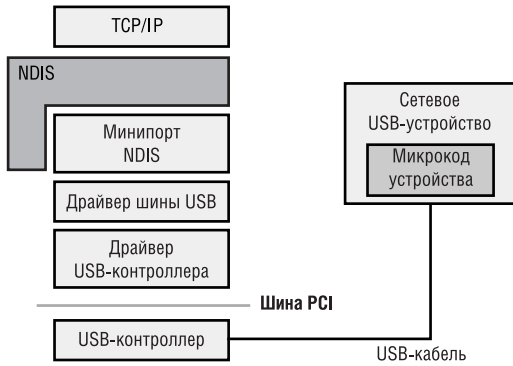 TCP/IP
NDIS
Минипорт
NDIS
Драйвер шины USB
Драйвер
USB-контроллера
Шина PCI
USB-контроллер
Сетевое
USB-устройство
Микрокод
устройства
USB-кабель